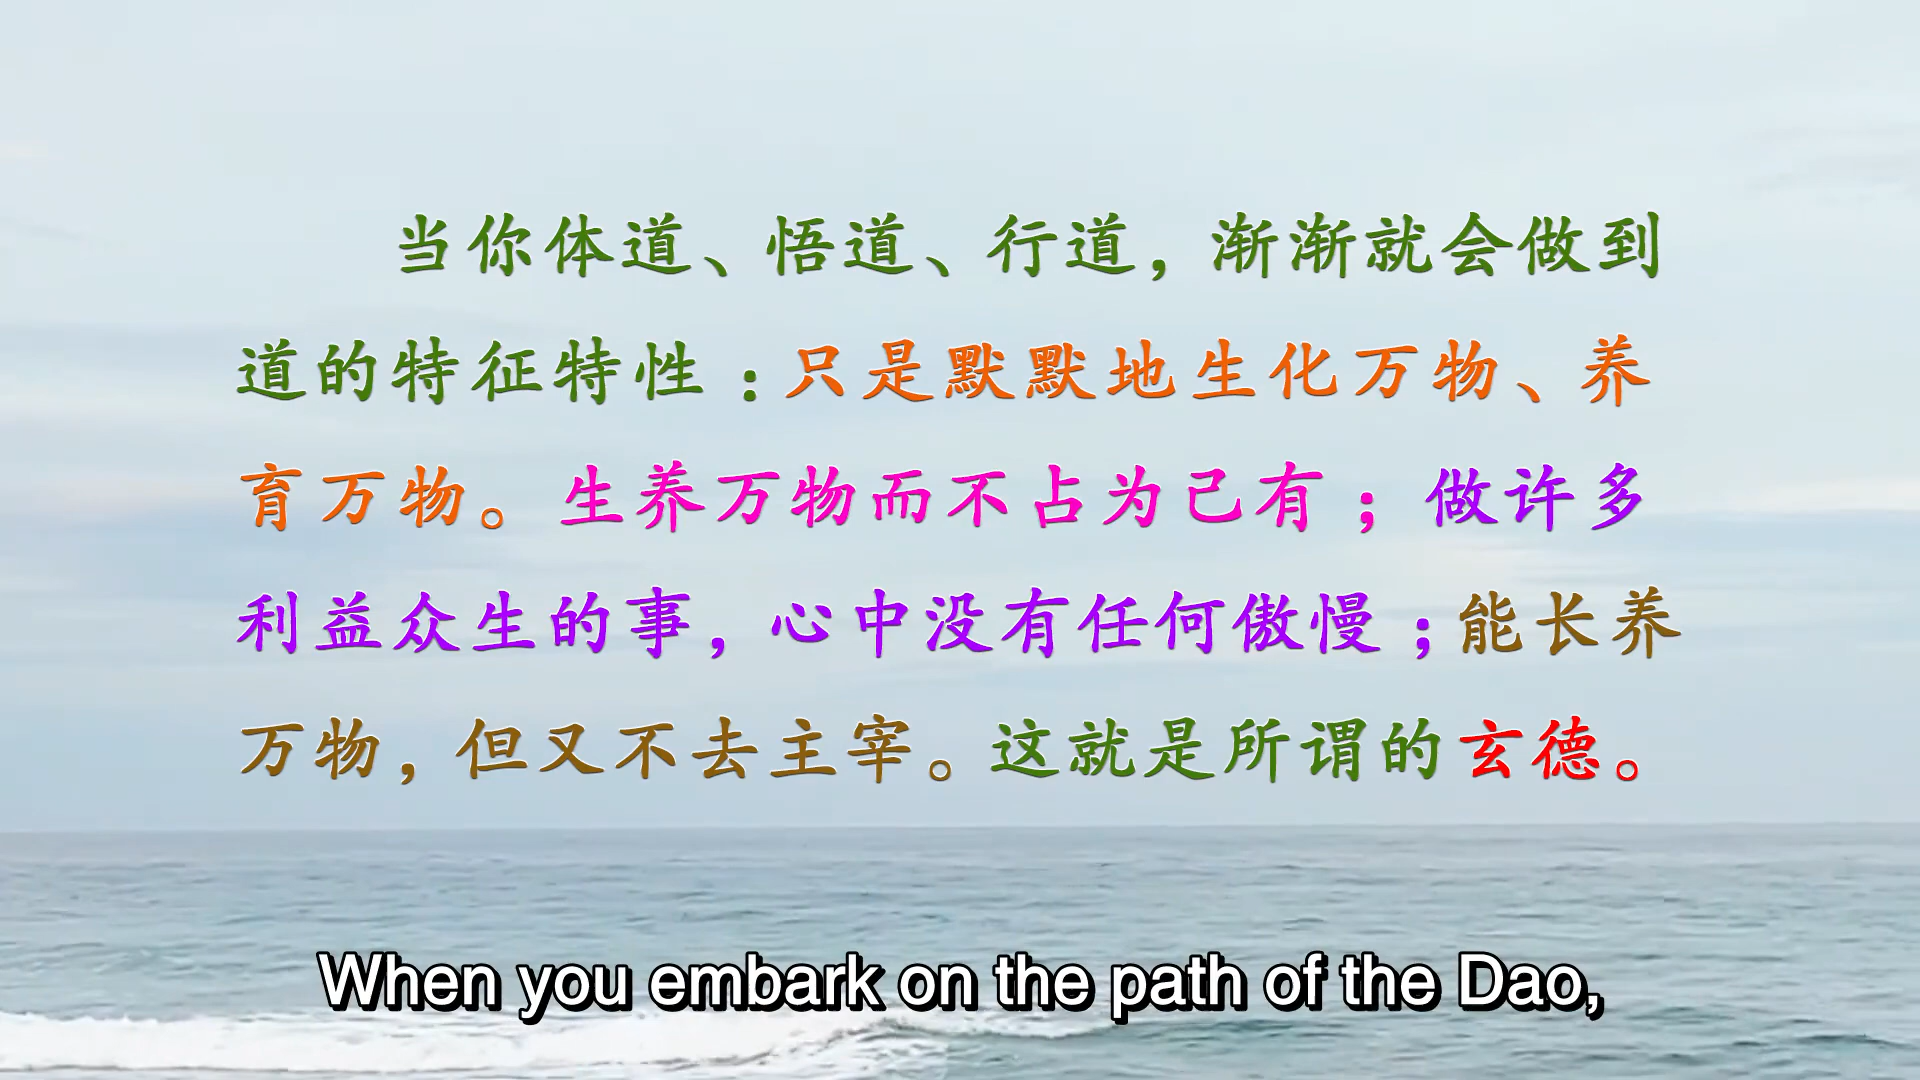 当你体道、悟道、行道，渐渐就会做到
道的特征特性：只是默默地生化万物、养
育万物。生养万物而不占为己有；做许多
利益众生的事，心中没有任何傲慢；能长养
万物，但又不去主宰。这就是所谓的玄德。
When you embark on the path of the Dao,